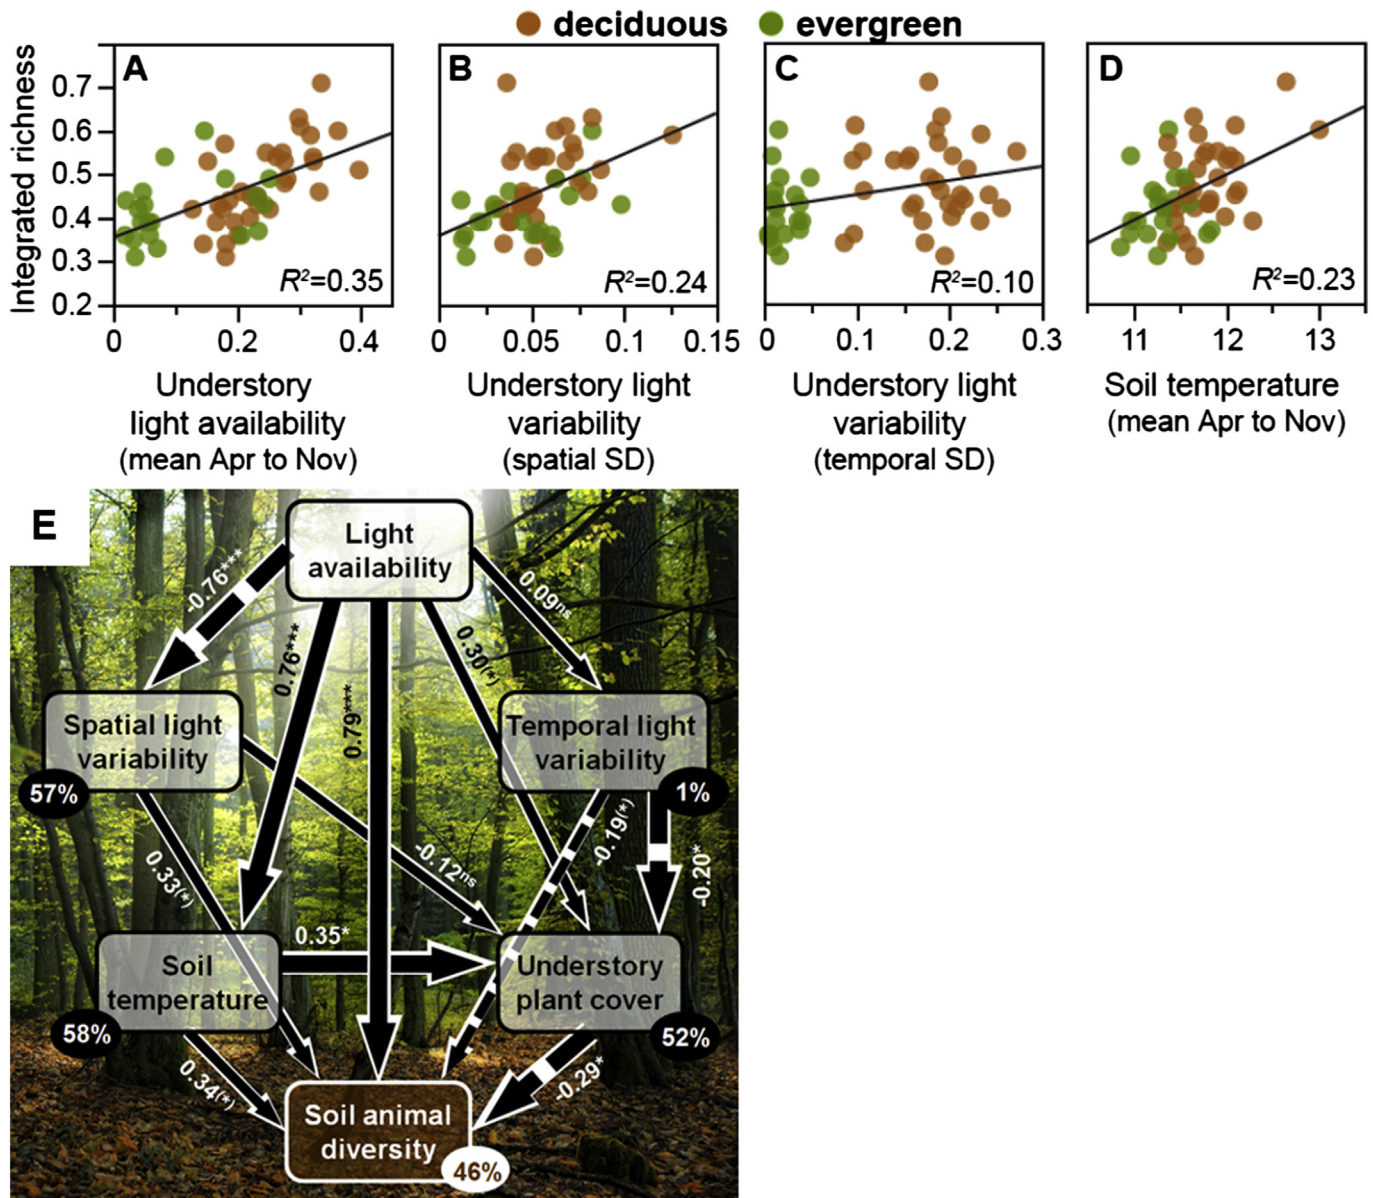 deciduous evergreen
A
B
C
D
Integrated richness
0.7
0.6
0.5
0.4
0.3
0.2
R²=0.35
R²=0.24
R²=0.10
R²=0.23
0 0.2 0.4
0 0.05 0.1 0.15
0 0.1 0.2 0.3
11 12 13
Understory
light availability
(mean Apr to Nov)
Understory light
variability
(spatial SD)
Understory light
variability
(temporal SD)
Soil temperature
(mean Apr to Nov)
E
Light
availability
-0.76***
0.76***
0.79***
0.30(*)
0.09ns
Spatial light
variability
57%
Temporal light
variability
1%
0.33(*)
-0.12ns
-0.19(*)
-0.20*
Soil
temperature
58%
0.35*
Understory
plant cover
52%
0.34(*)
-0.29*
Soil animal
diversity
46%